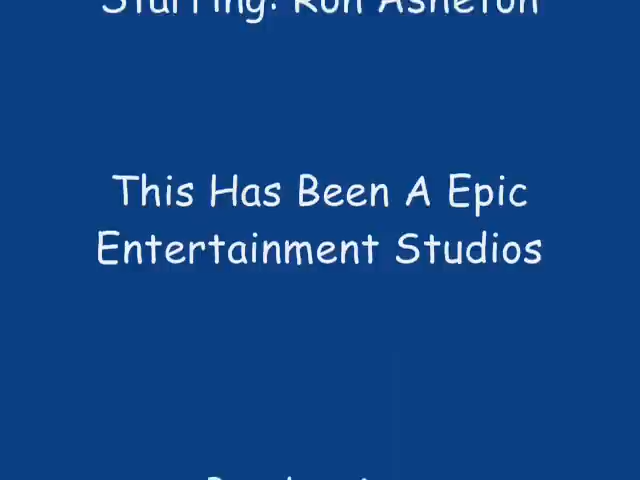 Starring: Ron Asheton
This Has Been A Epic
Entertainment Studios